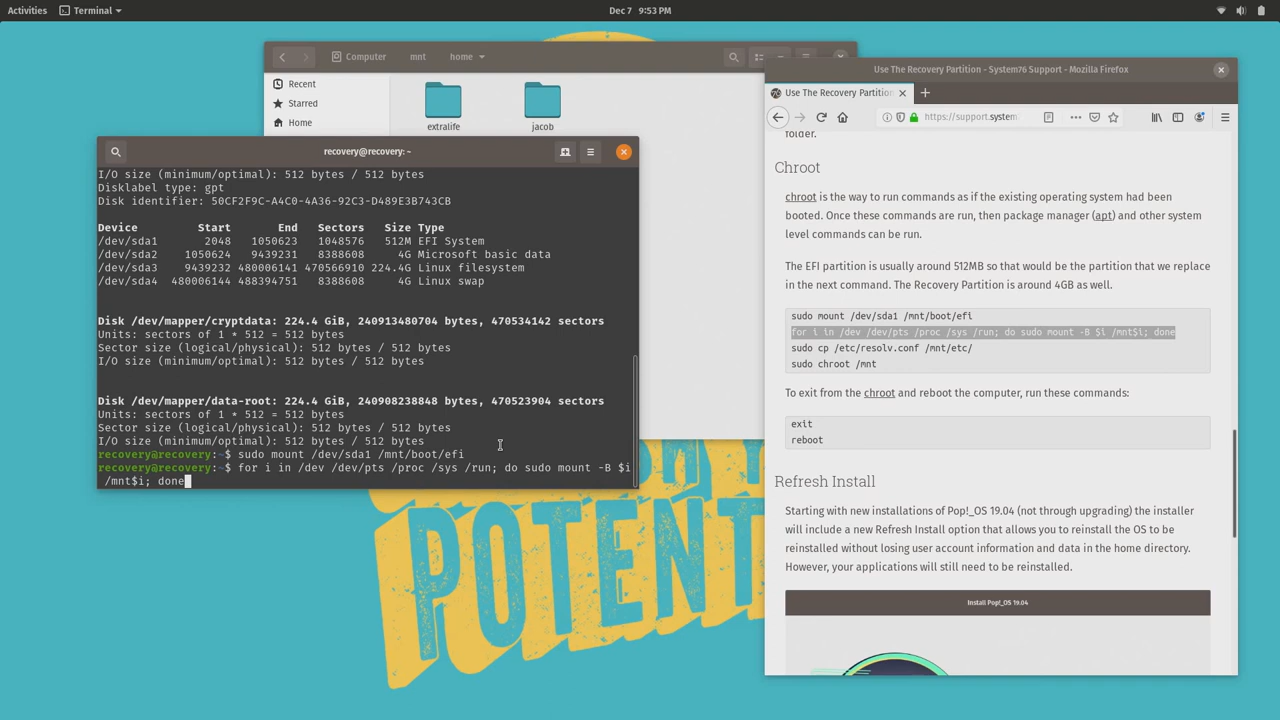 Activities
Terminal
Dec 7 9:53 PM
Computer
mnt
home
Recent
Starred
Home
extralife
jacob
recovery@recovery: ~
I/O size (minimum/optimal): 512 bytes / 512 bytes
Disklabel type: gpt
Disk identifier: 50CF2F9C-A4C0-4A36-92C3-D489E3B743CB
Device Start End Sectors Size Type
/dev/sda1 2048 1050623 1048576 512M EFI System
/dev/sda2 1050624 9439231 8388608 4G Microsoft basic data
/dev/sda3 9439232 480006141 470566910 224.4G Linux filesystem
/dev/sda4 480006144 488394751 8388608 4G Linux swap
Disk /dev/mapper/cryptdata: 224.4 GiB, 240913480704 bytes, 470534142 sectors
Units: sectors of 1 * 512 = 512 bytes
Sector size (logical/physical): 512 bytes / 512 bytes
I/O size (minimum/optimal): 512 bytes / 512 bytes
Disk /dev/mapper/data-root: 224.4 GiB, 240908238848 bytes, 470523904 sectors
Units: sectors of 1 * 512 = 512 bytes
Sector size (logical/physical): 512 bytes / 512 bytes
I/O size (minimum/optimal): 512 bytes / 512 bytes
recovery@recovery:~$ sudo mount /dev/sda1 /mnt/boot/efi
recovery@recovery:~$ for i in /dev /dev/pts /proc /sys /run; do sudo mount -B $i
/mnt$i; done
Use The Recovery Partition - System76 Support - Mozilla Firefox
Use The Recovery Partition
https://support.system
folder.
Chroot
chroot is the way to run commands as if the existing operating system had been
booted. Once these commands are run, then package manager (apt) and other system
level commands can be run.
The EFI partition is usually around 512MB so that would be the partition that we replace
in the next command. The Recovery Partition is around 4GB as well.
sudo mount /dev/sda1 /mnt/boot/efi
for i in /dev /dev/pts /proc /sys /run; do sudo mount -B $i /mnt$i; done
sudo cp /etc/resolv.conf /mnt/etc/
sudo chroot /mnt
To exit from the chroot and reboot the computer, run these commands:
exit
reboot
Refresh Install
Starting with new installations of Pop!_OS 19.04 (not through upgrading) the installer
will include a new Refresh Install option that allows you to reinstall the OS to be
reinstalled without losing user account information and data in the home directory.
However, your applications will still need to be reinstalled.
Install Pop!_OS 19.04
POTENT